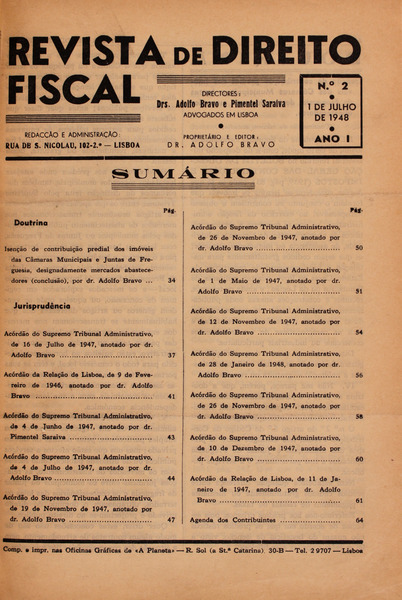 REVISTA DE DIREITO
FISCAL
DIRECTORES:
Drs. Adolfo Bravo e Pimentel Saraiva
ADVOGADOS EM LISBOA
REDACÇÃO E ADMINISTRAÇÃO:
RUA DE S. NICOLAU, 102-2.º — LISBOA
PROPRIETÁRIO E EDITOR:
DR. ADOLFO BRAVO
N.º 2
1 DE JULHO
DE 1948
ANO I
SUMÁRIO
Pág.
Doutrina
Isenção de contribuição predial dos imóveis
das Câmaras Municipais e Juntas de Fre-
guesia, designadamente mercados abastece-
dores (conclusão), por dr. Adolfo Bravo ... 34
Jurisprudência
Acórdão do Supremo Tribunal Administrativo,
de 16 de Julho de 1947, anotado por dr.
Adolfo Bravo ........................ 37
Acórdão da Relação de Lisboa, de 9 de Feve-
reiro de 1946, anotado por dr. Adolfo
Bravo ........................ 41
Acórdão do Supremo Tribunal Administrativo,
de 4 de Junho de 1947, anotado por dr.
Pimentel Saraiva ........................ 43
Acórdão do Supremo Tribunal Administrativo,
de 4 de Julho de 1947, anotado por dr.
Adolfo Bravo ........................ 44
Acórdão do Supremo Tribunal Administrativo,
de 19 de Novembro de 1947, anotado por
dr. Adolfo Bravo ........................ 47
Pág.
Acórdão do Supremo Tribunal Administrativo,
de 26 de Novembro de 1947, anotado por
dr. Adolfo Bravo ........................ 50
Acórdão do Supremo Tribunal Administrativo,
de 1 de Maio de 1947, anotado por dr.
Adolfo Bravo ........................ 51
Acórdão do Supremo Tribunal Administrativo,
de 12 de Novembro de 1947, anotado por
dr. Adolfo Bravo ........................ 54
Acórdão do Supremo Tribunal Administrativo,
de 28 de Janeiro de 1948, anotado por dr.
Adolfo Bravo ........................ 56
Acórdão do Supremo Tribunal Administrativo,
de 26 de Novembro de 1947, anotado por
dr. Adolfo Bravo ........................ 58
Acórdão do Supremo Tribunal Administrativo,
de 10 de Dezembro de 1947, anotado por
dr. Adolfo Bravo ........................ 60
Acórdão da Relação de Lisboa, de 11 de Ja-
neiro de 1947, anotado por dr. Adolfo
Bravo ........................ 61
Agenda dos Contribuintes ........................ 64
Comp. e impr. nas Oficinas Gráficas de «A Planeta» — R. Sol (a St.ª Catarina) 30-B — Tel. 2 9707 — Lisboa